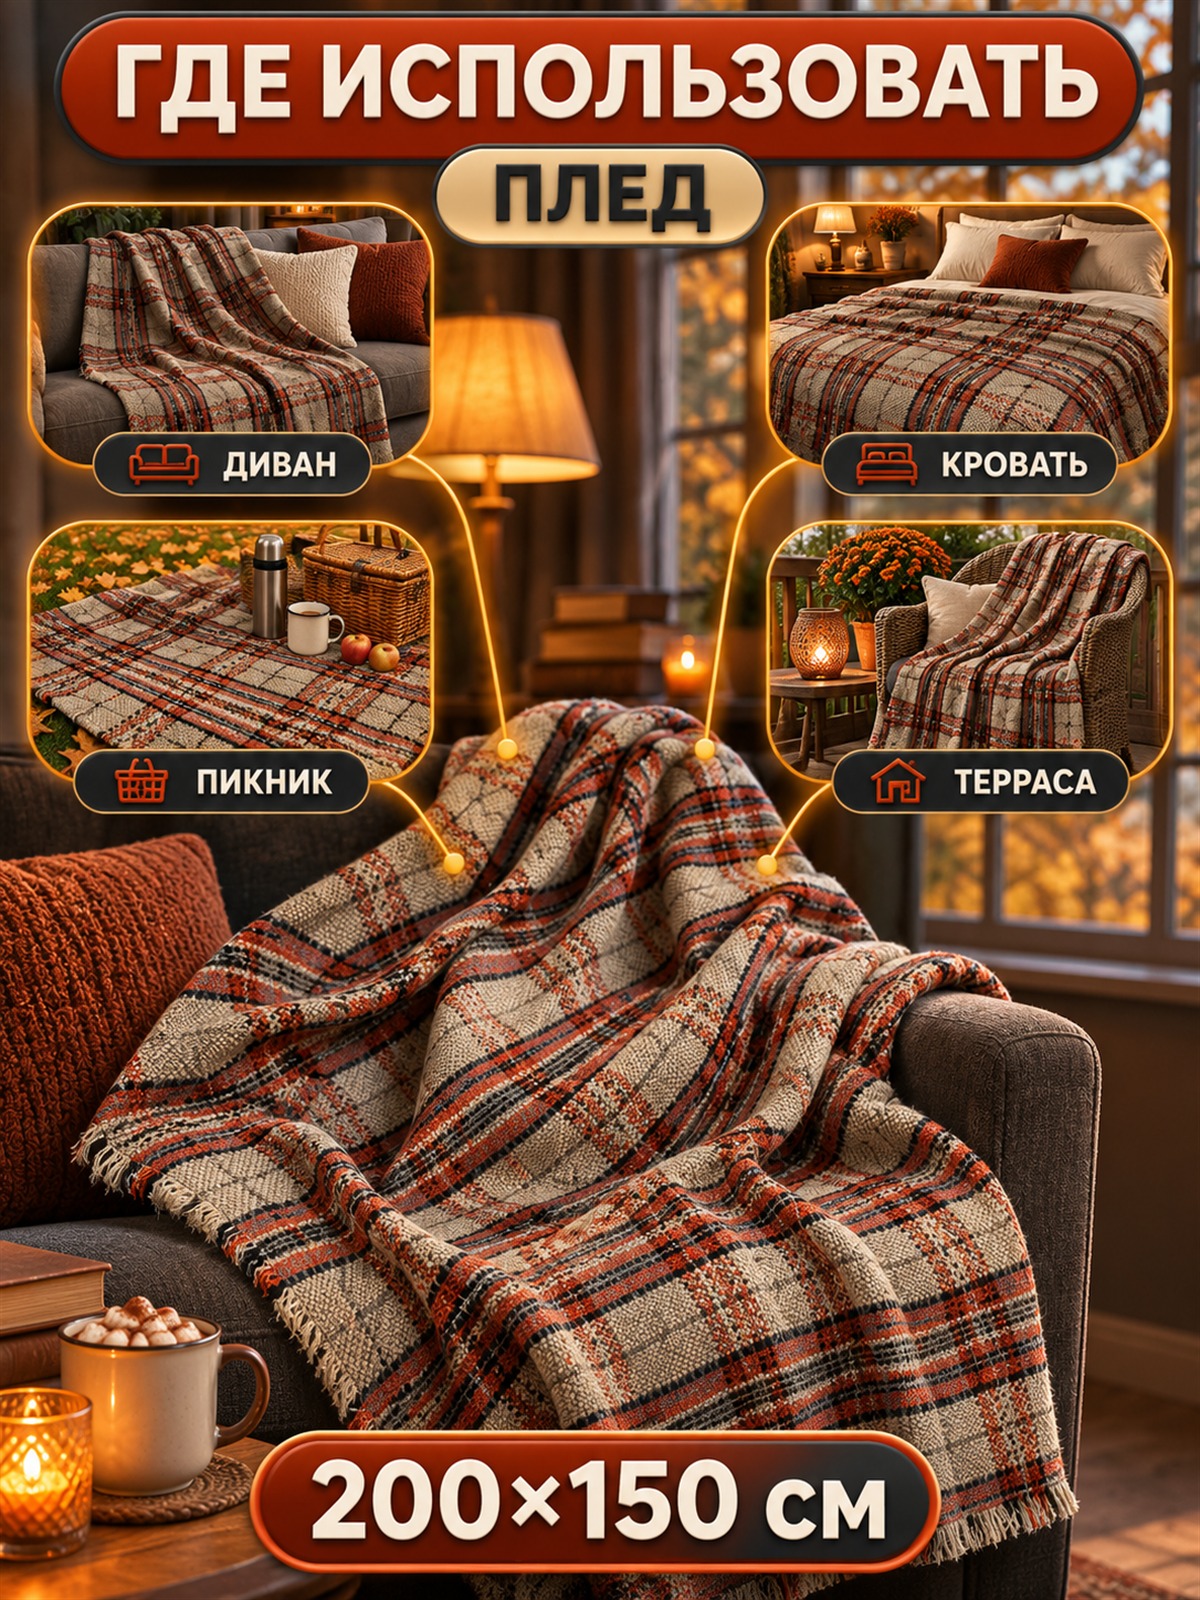 ГДЕ ИСПОЛЬЗОВАТЬ
ПЛЕД
ДИВАН
КРОВАТЬ
ПИКНИК
ТЕРРАСА
200×150 см